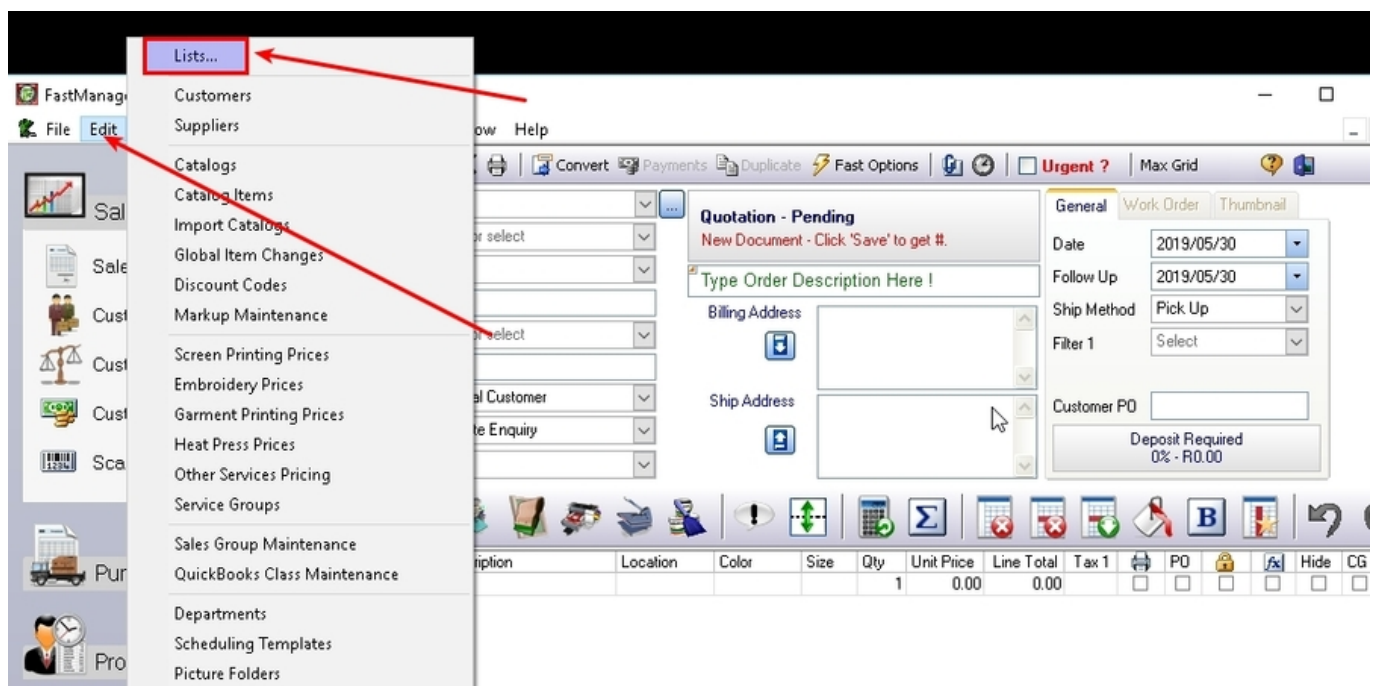 Lists...
FastManag
Customers
File Edit
Suppliers
ow Help
Catalogs
Convert Payments Duplicate Fast Options Urgent ? Max Grid
Catalog Items
Sal
Import Catalogs
or select
Quotation - Pending
New Document - Click 'Save' to get #.
General Work Order Thumbnail
Date 2019/05/30
Global Item Changes
Sale
Type Order Description Here !
Follow Up 2019/05/30
Discount Codes
Cust
Markup Maintenance
Billing Address
Ship Method Pick Up
or select
Filter 1 Select
Screen Printing Prices
Cust
Embroidery Prices
al Customer
Ship Address
Customer PO
Cust
Garment Printing Prices
te Enquiry
Deposit Required
0% - R0.00
Heat Press Prices
Sca
Other Services Pricing
Service Groups
Sales Group Maintenance
Pur
QuickBooks Class Maintenance
ription Location Color Size Qty Unit Price Line Total Tax 1 PO fx Hide CG
1 0.00 0.00
Departments
Scheduling Templates
Pro
Picture Folders